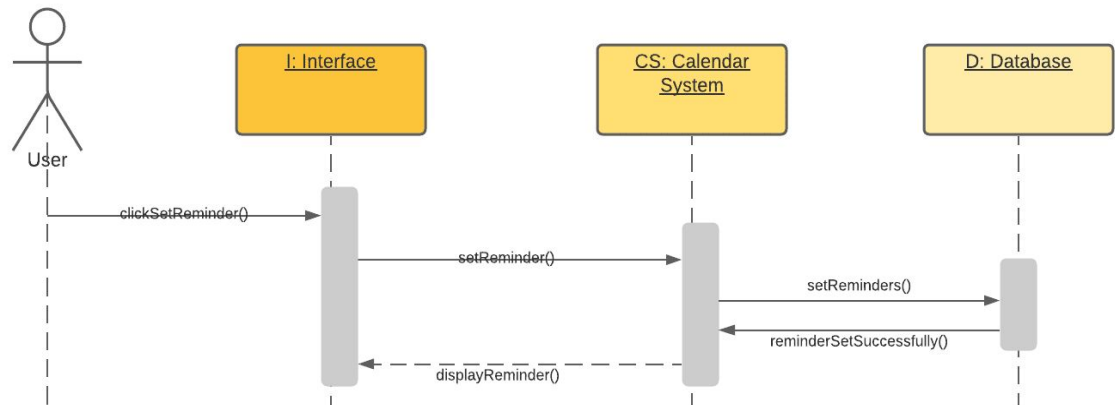 I: Interface
CS: Calendar
System
D: Database
User
clickSetReminder()
setReminder()
setReminders()
reminderSetSuccessfully()
displayReminder()